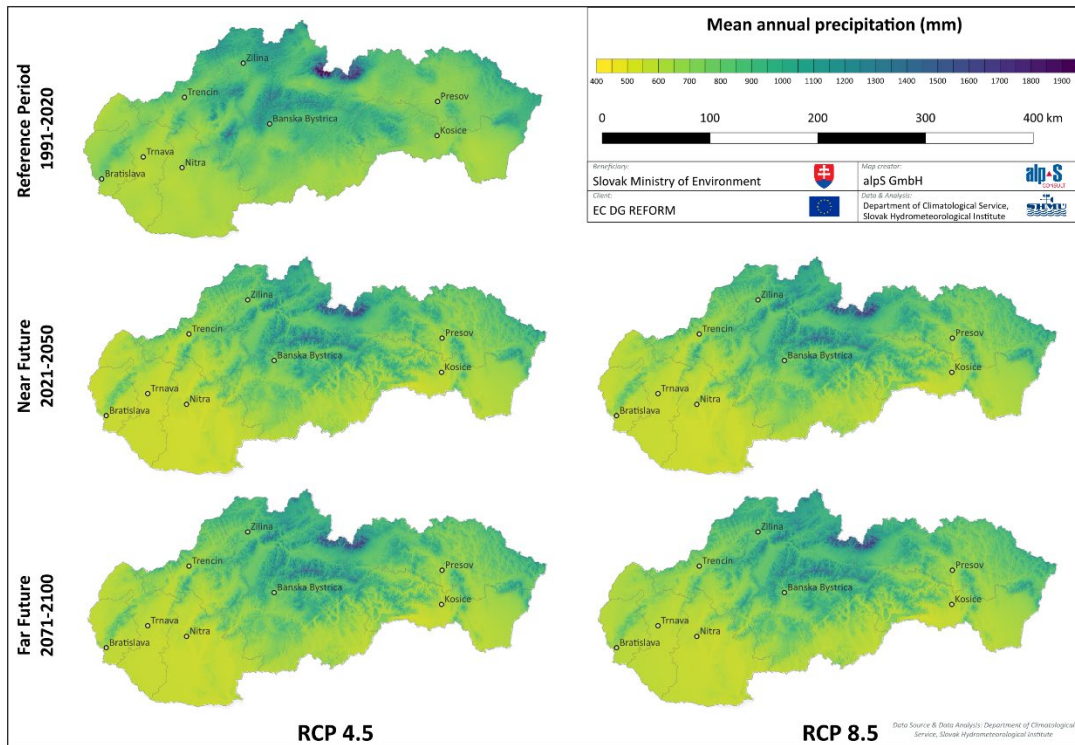 Reference Period
1991-2020
Zilina
Trencin
Presov
Banska Bystrica
Kosice
Trnava
Nitra
Bratislava
Mean annual precipitation (mm)
400 500 600 700 800 900 1000 1100 1200 1300 1400 1500 1600 1700 1800 1900
0 100 200 300 400 km
Beneficiary:
Slovak Ministry of Environment
Map creator:
alpS GmbH
alpS
CONSULT
Client:
EC DG REFORM
Data & Analysis:
Department of Climatological Service,
Slovak Hydrometeorological Institute
SHMU
Near Future
2021-2050
Zilina
Trencin
Presov
Banska Bystrica
Kosice
Trnava
Nitra
Bratislava
Zilina
Trencin
Presov
Banska Bystrica
Kosice
Trnava
Nitra
Bratislava
Far Future
2071-2100
Zilina
Trencin
Presov
Banska Bystrica
Kosice
Trnava
Nitra
Bratislava
Zilina
Trencin
Presov
Banska Bystrica
Kosice
Trnava
Nitra
Bratislava
RCP 4.5
RCP 8.5
Data Source & Data Analysis: Department of Climatological
Service, Slovak Hydrometeorological Institute